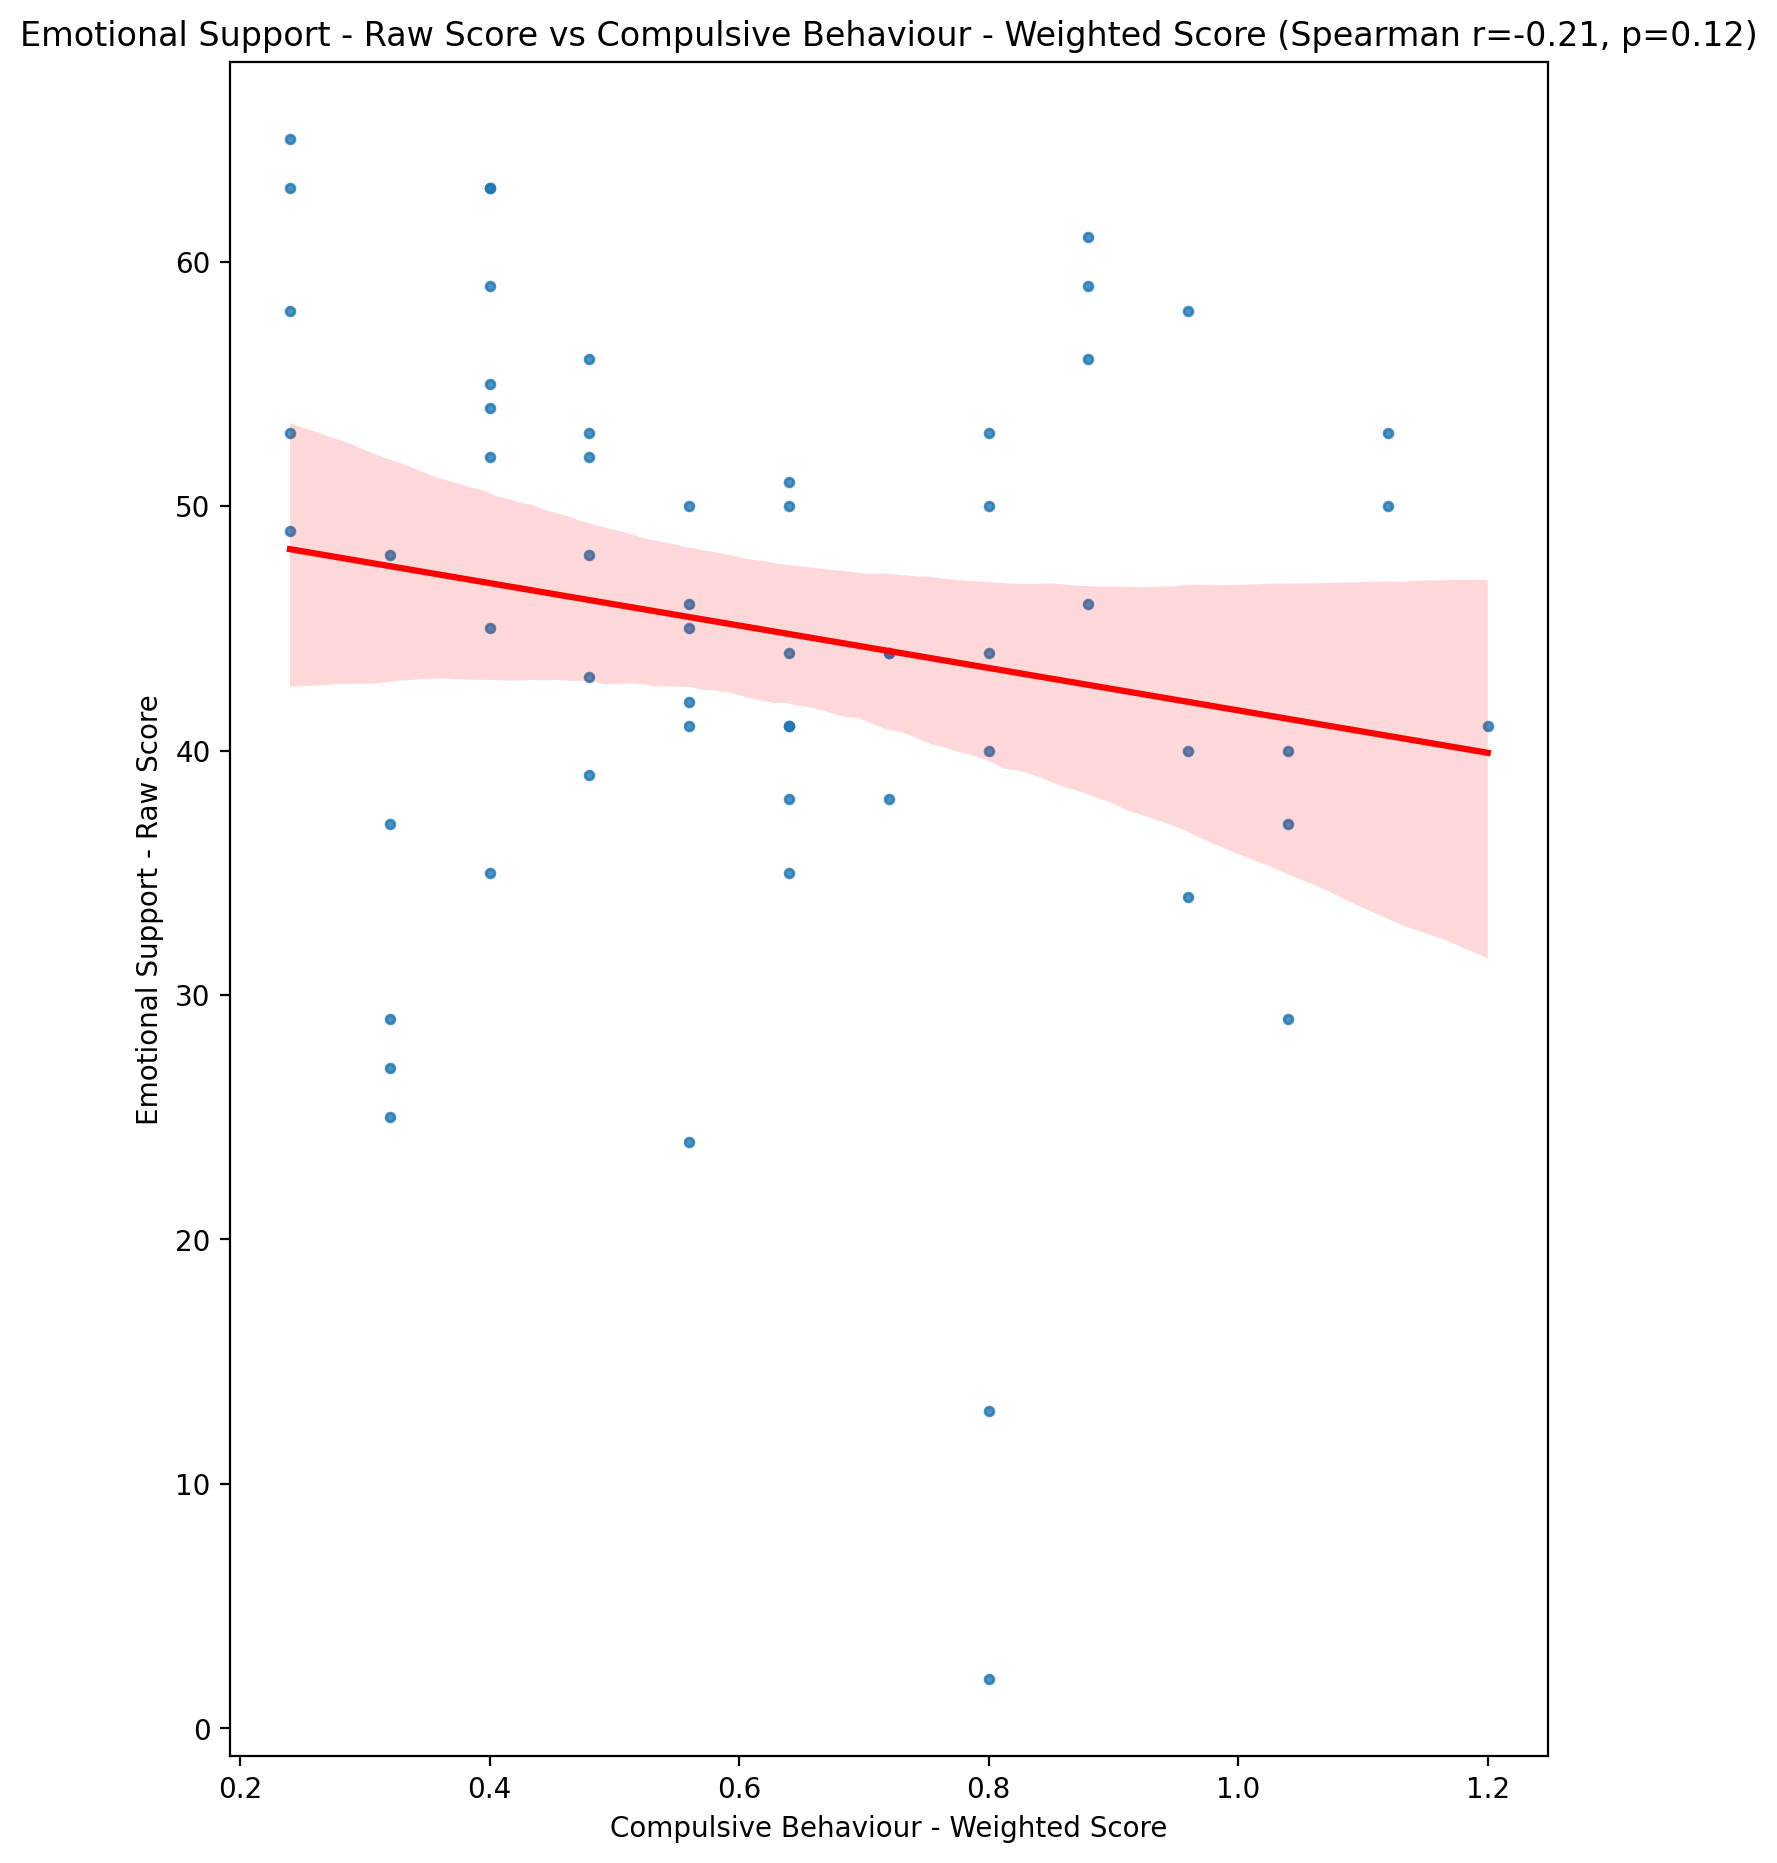 Emotional Support - Raw Score vs Compulsive Behaviour - Weighted Score (Spearman r=-0.21, p=0.12)
60
50
40
30
20
10
0
Emotional Support - Raw Score
0.2 0.4 0.6 0.8 1.0 1.2
Compulsive Behaviour - Weighted Score